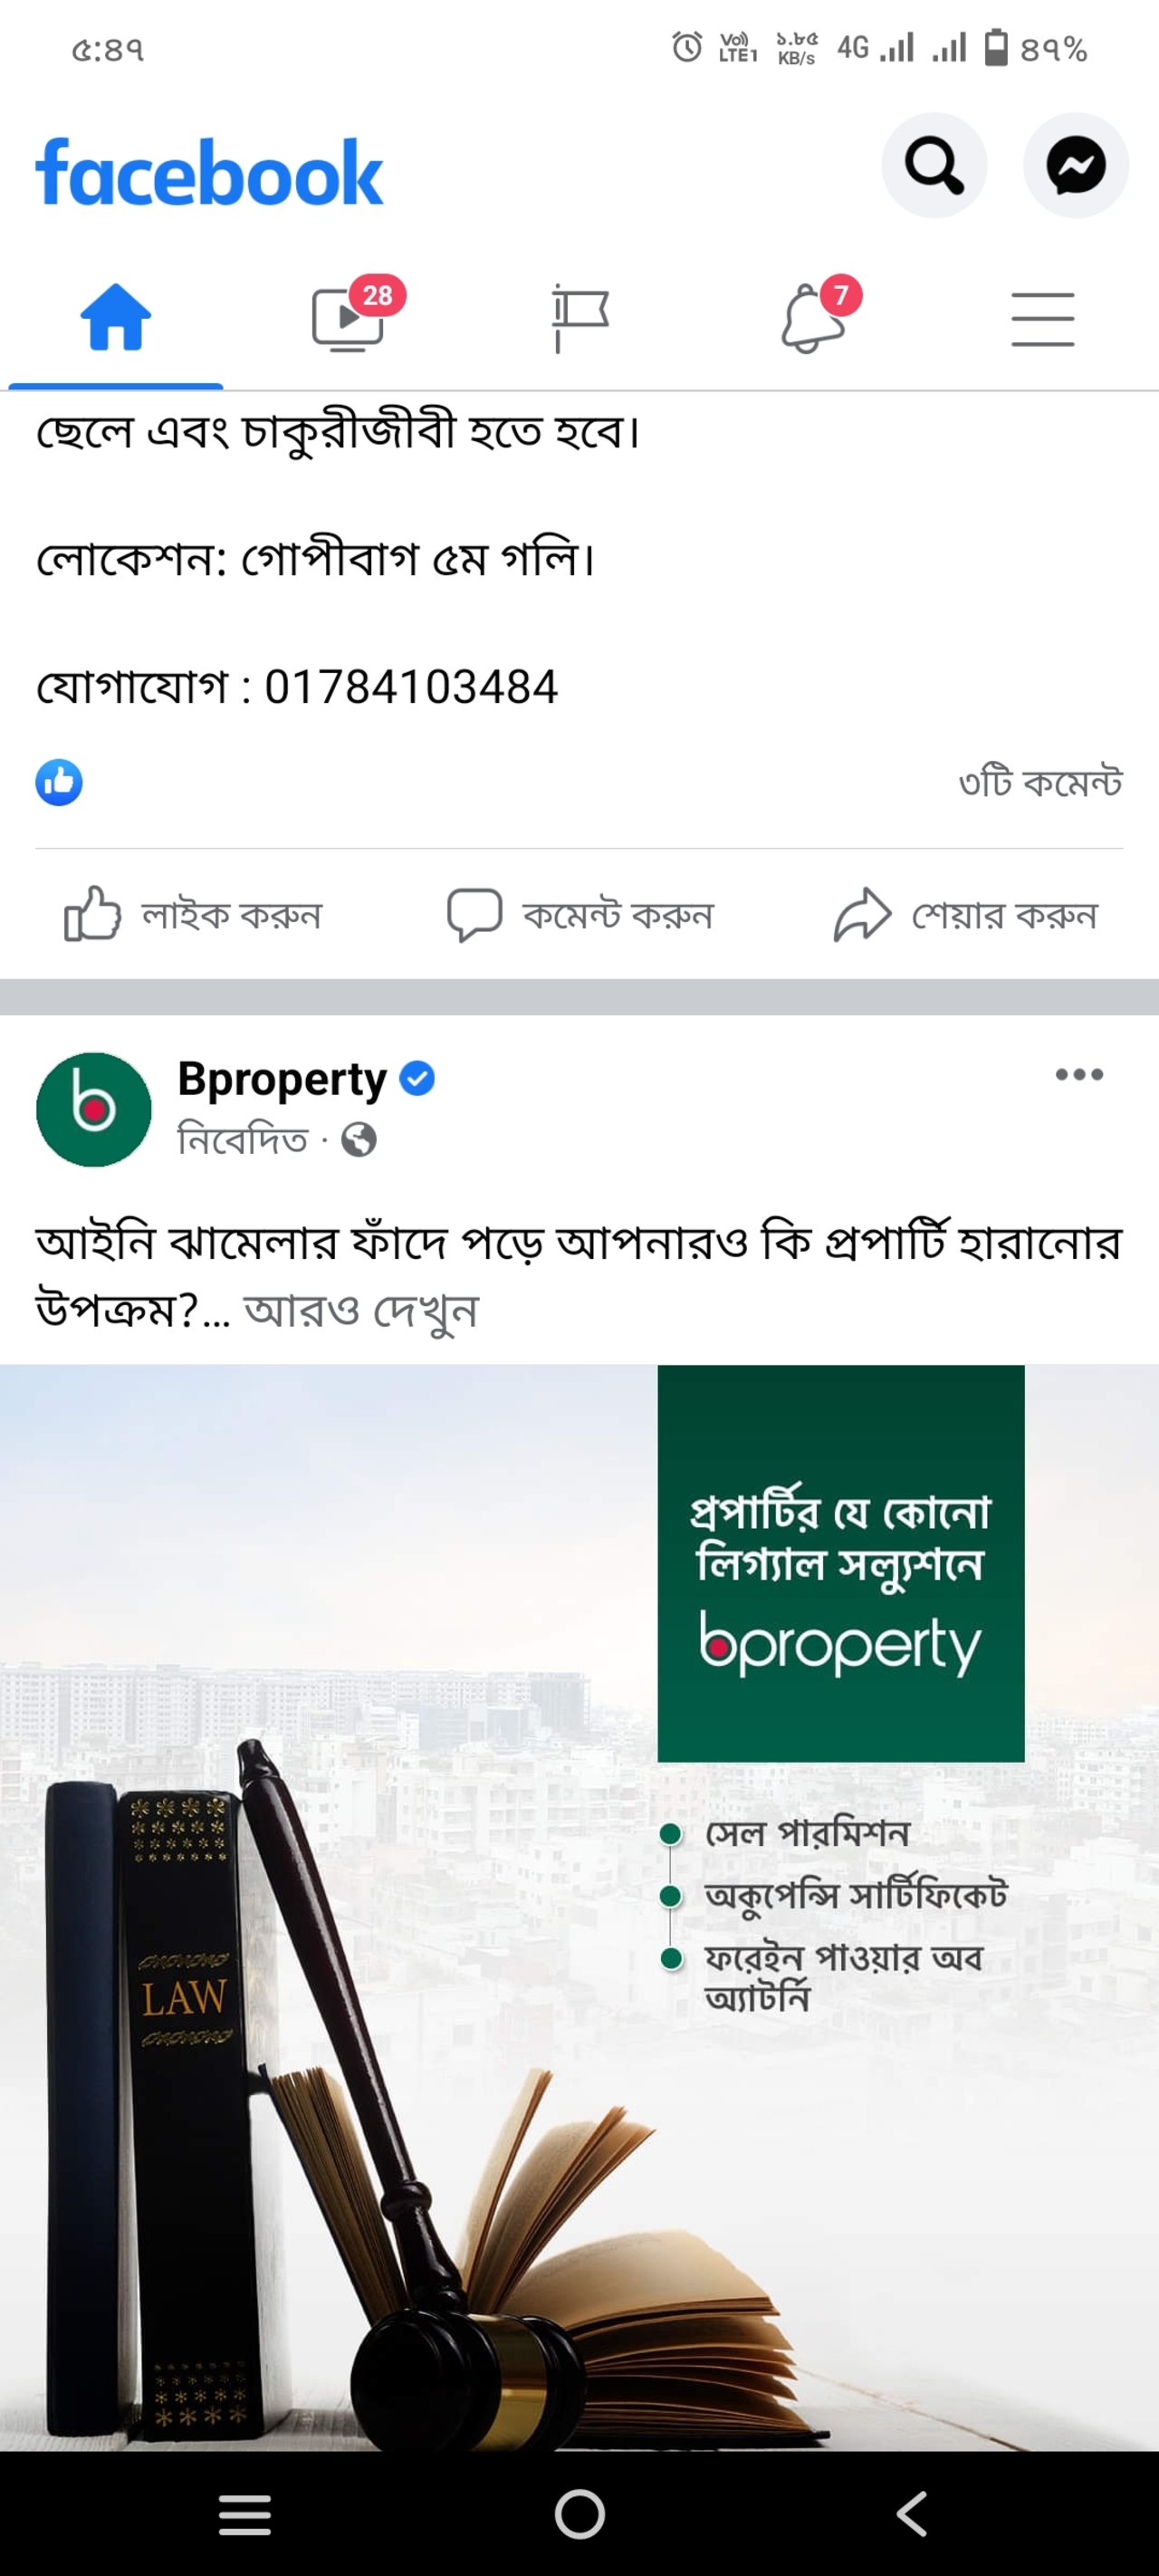 ৫:৪৭
Vo)) LTE1 ১.৮৫ KB/s 4G ৪৭%
facebook
28
7
ছেলে এবং চাকুরীজীবী হতে হবে।
লোকেশন: গোপীবাগ ৫ম গলি।
যোগাযোগ : 01784103484
৩টি কমেন্ট
লাইক করুন
কমেন্ট করুন
শেয়ার করুন
Bproperty
নিবেদিত ·
আইনি ঝামেলার ফাঁদে পড়ে আপনারও কি প্রপার্টি হারানোর
উপক্রম?... আরও দেখুন
প্রপার্টির যে কোনো
লিগ্যাল সল্যুশনে
bproperty
সেল পারমিশন
অকুপেন্সি সার্টিফিকেট
ফরেইন পাওয়ার অব
অ্যাটর্নি
LAW